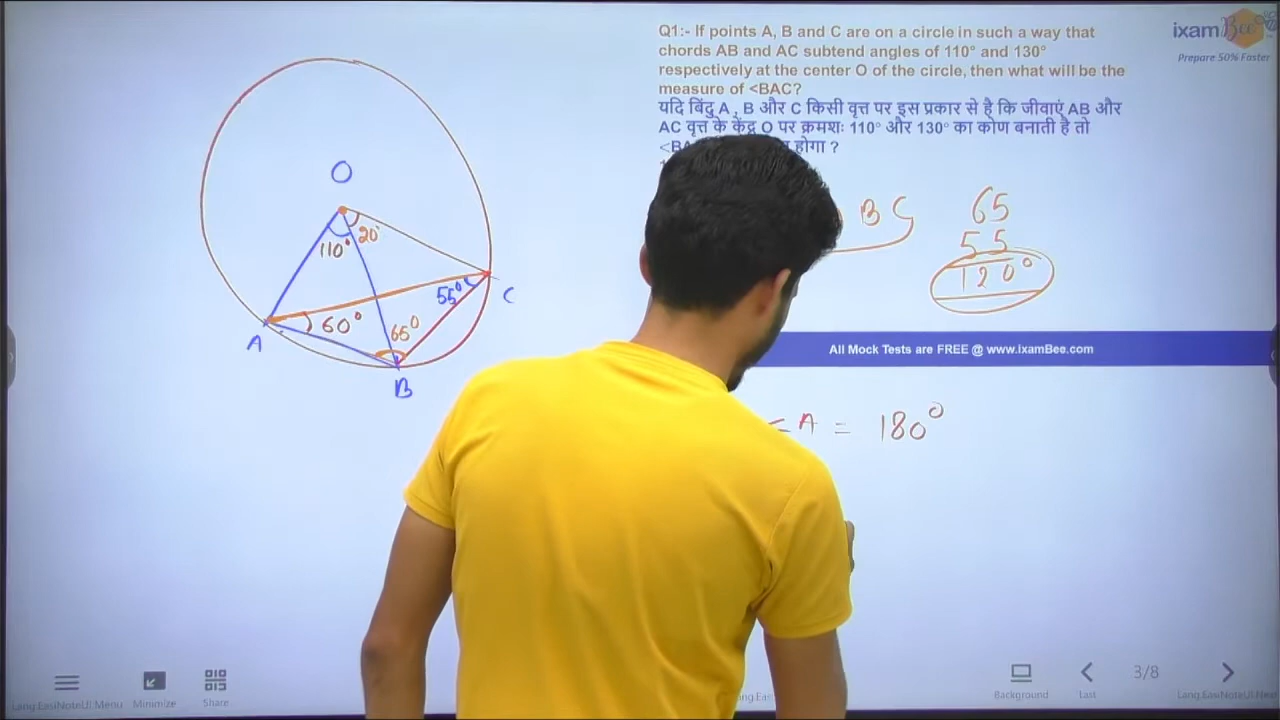 Q1:- If points A, B and C are on a circle in such a way that
chords AB and AC subtend angles of 110° and 130°
respectively at the center O of the circle, then what will be the
measure of <BAC?
यदि बिंदु A , B और C किसी वृत्त पर इस प्रकार से है कि जीवाएं AB और
AC वृत्त के केंद्र O पर क्रमशः 110° और 130° का कोण बनाती है तो
होगा ?
ixamBee
Prepare 50% Faster
O
110°
20°
A
60°
65°
55°
C
B
B C
65
55
120°
All Mock Tests are FREE @ www.ixamBee.com
A = 180°
Lang.EasiNoteUI.Menu
Minimize
Share
Background
Last
3/8